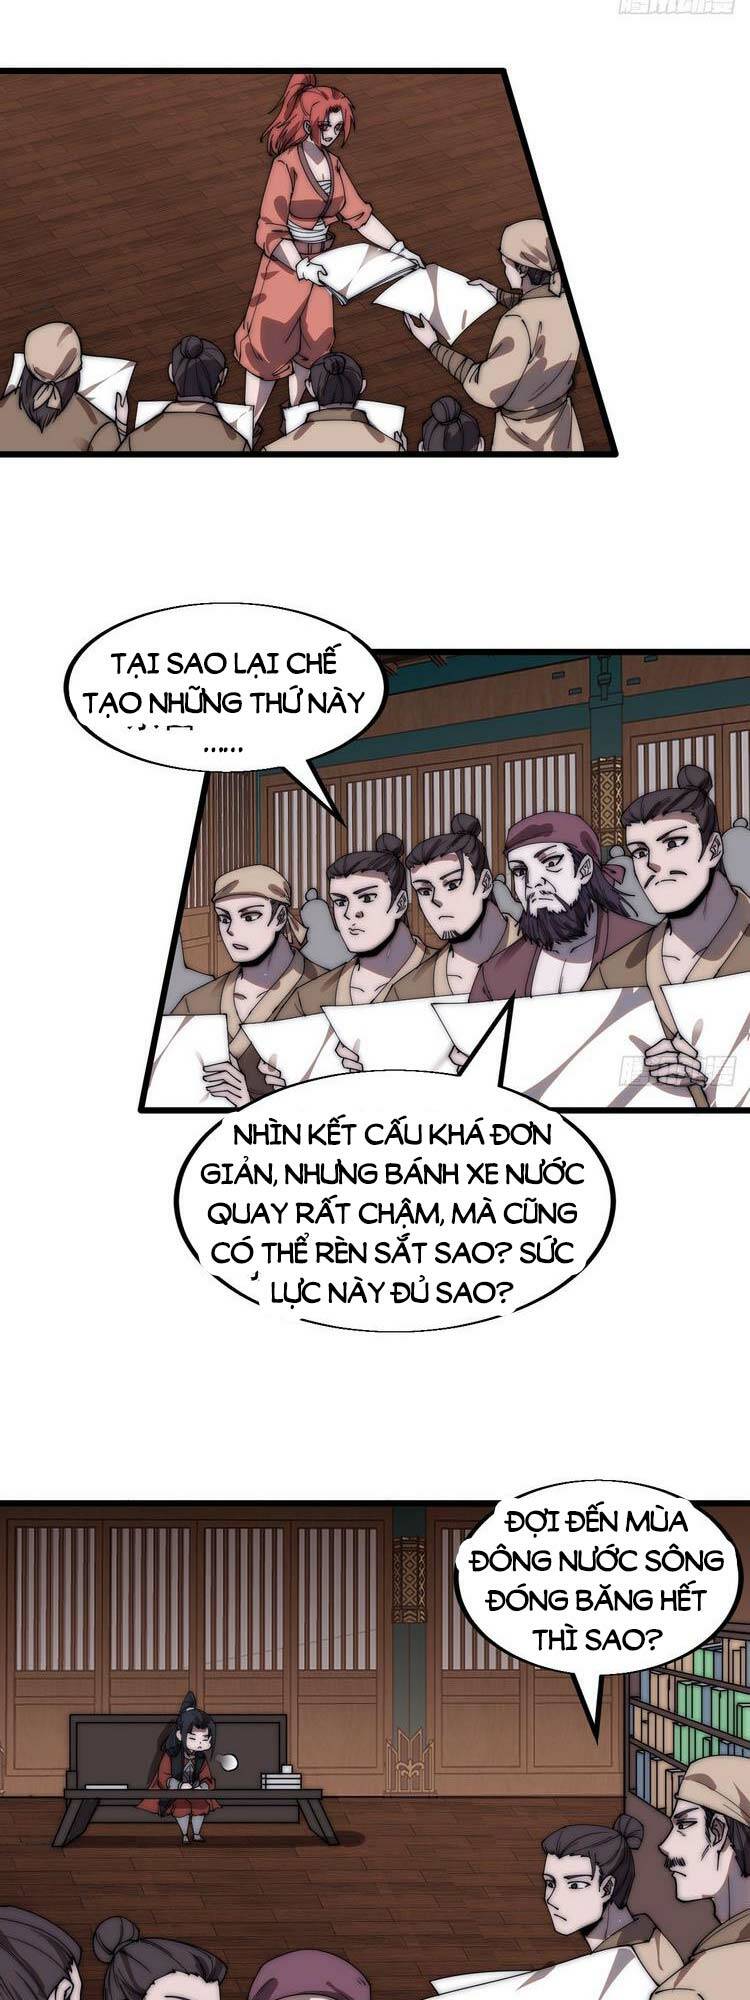 TẠI SAO LẠI CHẾ
TẠO NHỮNG THỨ NÀY
......
NHÌN KẾT CẤU KHÁ ĐƠN
GIẢN, NHƯNG BÁNH XE NƯỚC
QUAY RẤT CHẬM, MÀ CŨNG
CÓ THỂ RÈN SẮT SAO? SỨC
LỰC NÀY ĐỦ SAO?
ĐỢI ĐẾN MÙA
ĐÔNG NƯỚC SÔNG
ĐÓNG BĂNG HẾT
THÌ SAO?